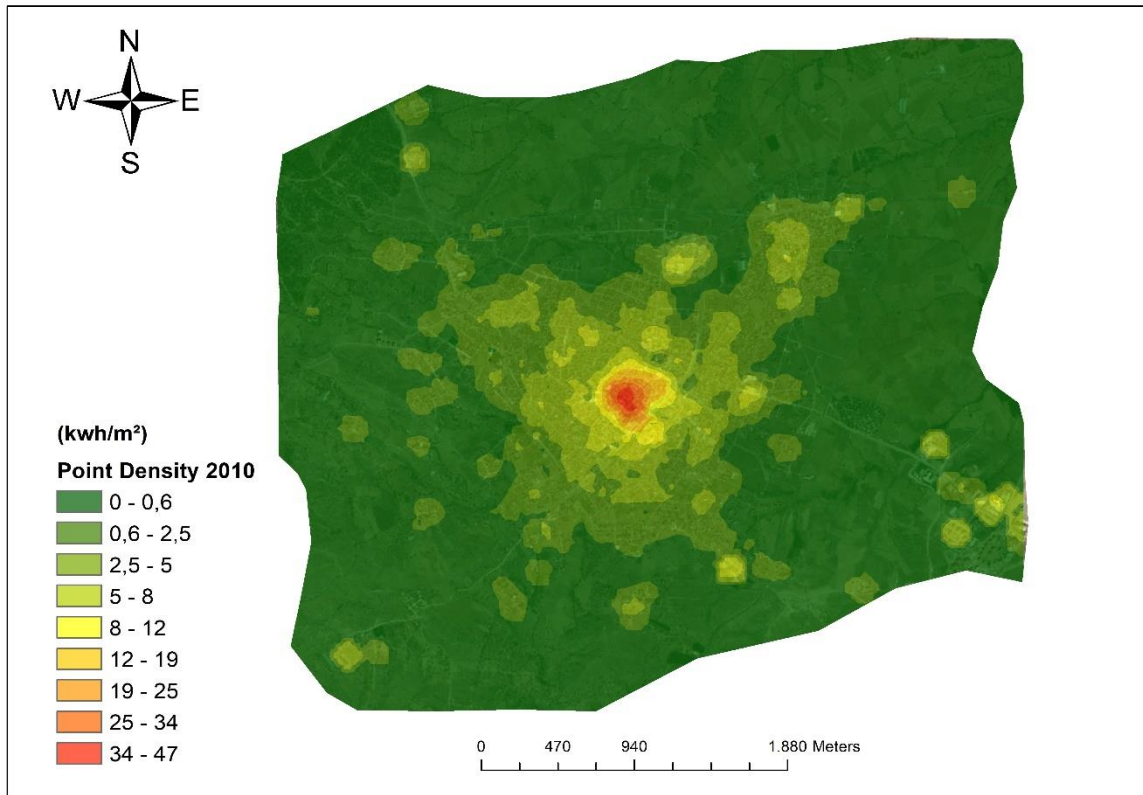 N
W E
S
(kwh/m²)
Point Density 2010
0 - 0,6
0,6 - 2,5
2,5 - 5
5 - 8
8 - 12
12 - 19
19 - 25
25 - 34
34 - 47
0 470 940 1.880 Meters